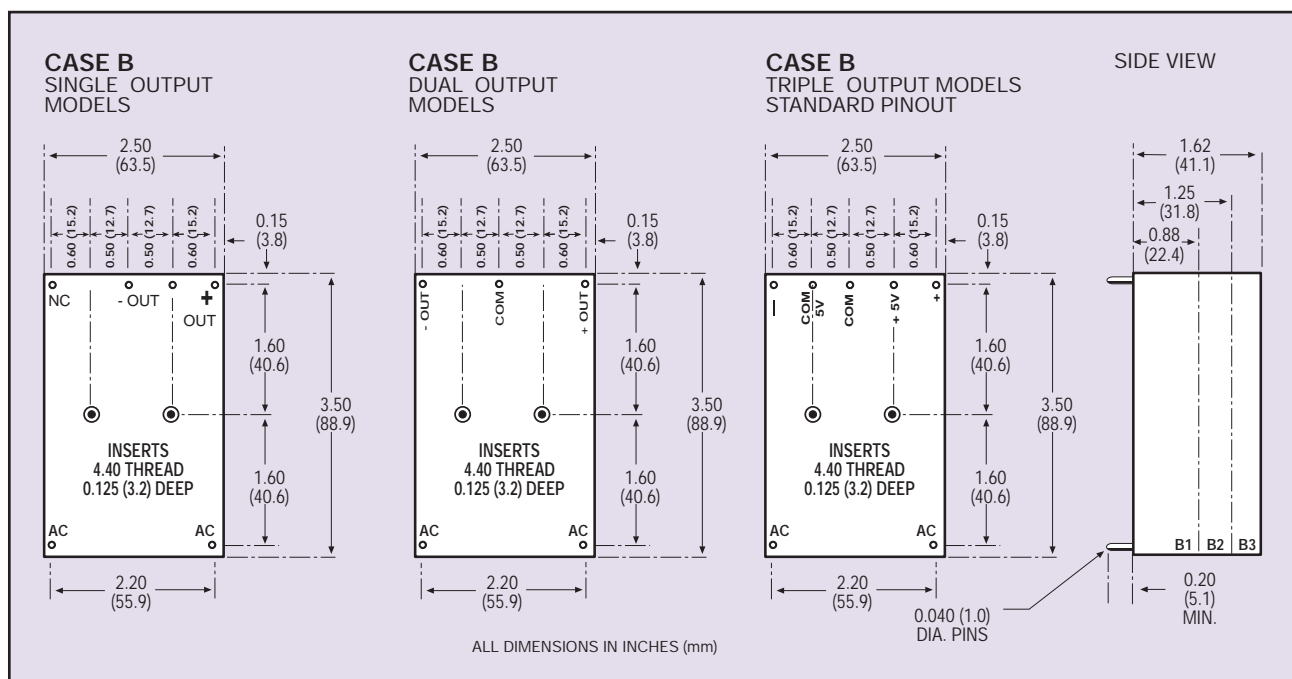 CASE B
SINGLE OUTPUT
MODELS
2.50
(63.5)
0.60 (15.2)
0.50 (12.7)
0.50 (12.7)
0.60 (15.2)
0.15
(3.8)
NC
- OUT
+
OUT
1.60
(40.6)
3.50
(88.9)
INSERTS
4.40 THREAD
0.125 (3.2) DEEP
1.60
(40.6)
AC
AC
2.20
(55.9)
CASE B
DUAL OUTPUT
MODELS
2.50
(63.5)
0.60 (15.2)
0.50 (12.7)
0.50 (12.7)
0.60 (15.2)
0.15
(3.8)
- OUT
COM
+ OUT
1.60
(40.6)
3.50
(88.9)
INSERTS
4.40 THREAD
0.125 (3.2) DEEP
1.60
(40.6)
AC
AC
2.20
(55.9)
CASE B
TRIPLE OUTPUT MODELS
STANDARD PINOUT
2.50
(63.5)
0.60 (15.2)
0.50 (12.7)
0.50 (12.7)
0.60 (15.2)
0.15
(3.8)
—
COM
5V
COM
+ 5V
+
1.60
(40.6)
3.50
(88.9)
INSERTS
4.40 THREAD
0.125 (3.2) DEEP
1.60
(40.6)
AC
AC
2.20
(55.9)
SIDE VIEW
1.62
(41.1)
1.25
(31.8)
0.88
(22.4)
B1
B2
B3
0.040 (1.0)
DIA. PINS
0.20
(5.1)
MIN.
ALL DIMENSIONS IN INCHES (mm)